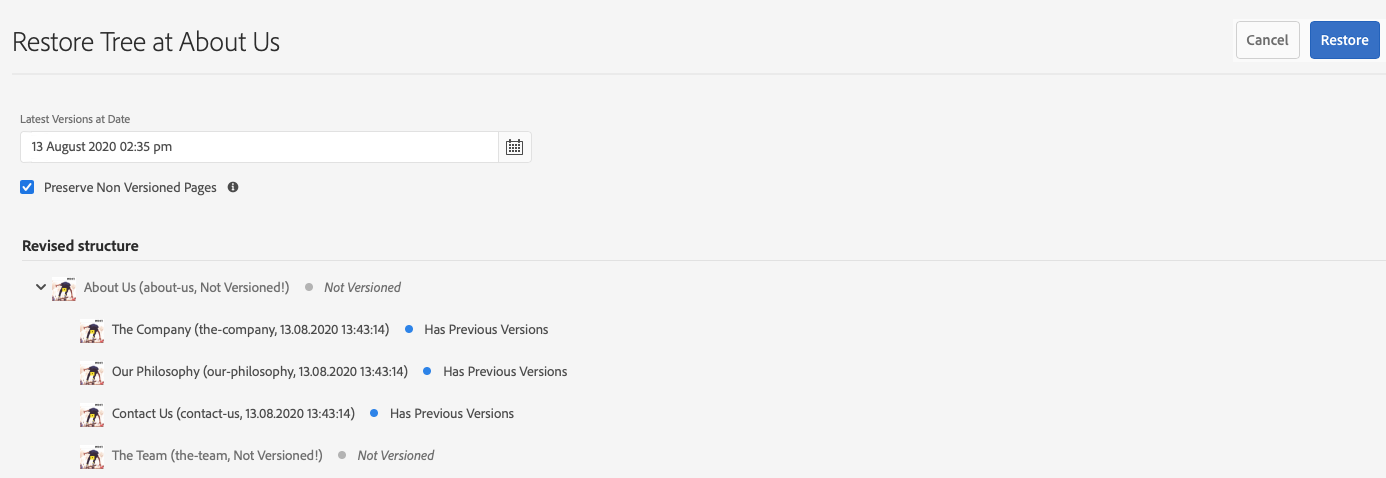 Restore Tree at About Us
Cancel
Restore
Latest Versions at Date
13 August 2020 02:35 pm
Preserve Non Versioned Pages
Revised structure
About Us (about-us, Not Versioned!) Not Versioned
The Company (the-company, 13.08.2020 13:43:14) Has Previous Versions
Our Philosophy (our-philosophy, 13.08.2020 13:43:14) Has Previous Versions
Contact Us (contact-us, 13.08.2020 13:43:14) Has Previous Versions
The Team (the-team, Not Versioned!) Not Versioned